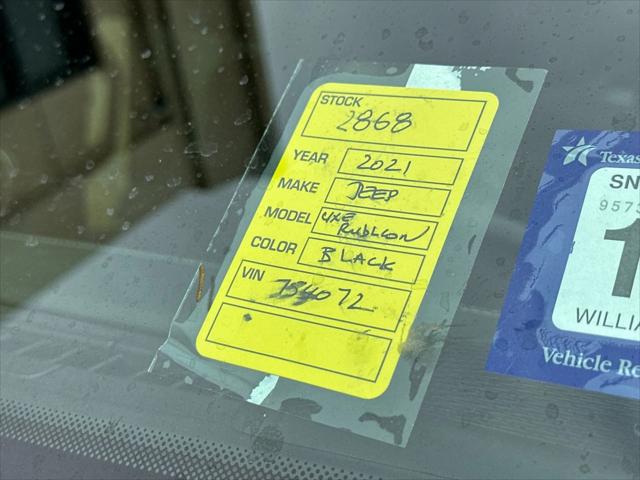 STOCK
2868
YEAR 2021
MAKE JEEP
MODEL 4XE
RUBICON
COLOR BLACK
VIN
Texas
SN
957
1
WILLIA
Vehicle Re